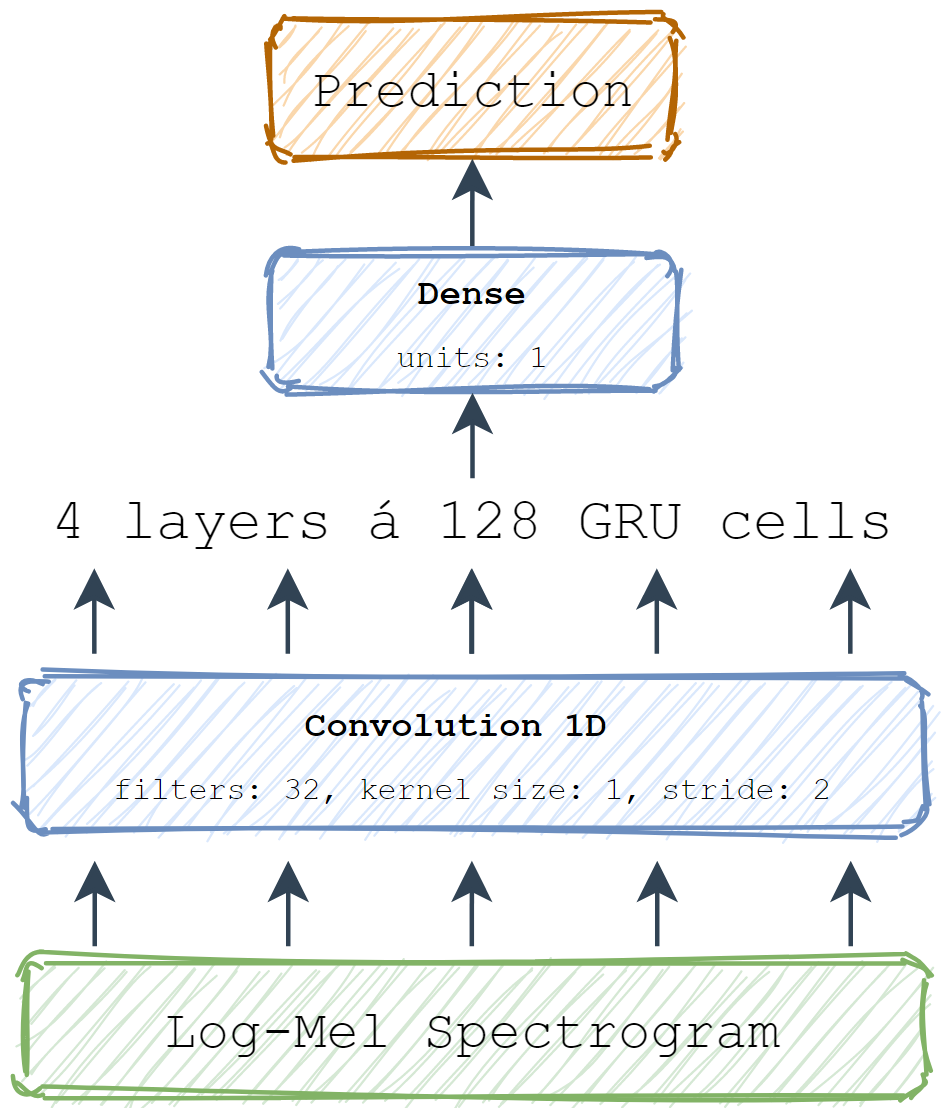 Prediction
Dense
units: 1
4 layers á 128 GRU cells
Convolution 1D
filters: 32, kernel size: 1, stride: 2
Log-Mel Spectrogram